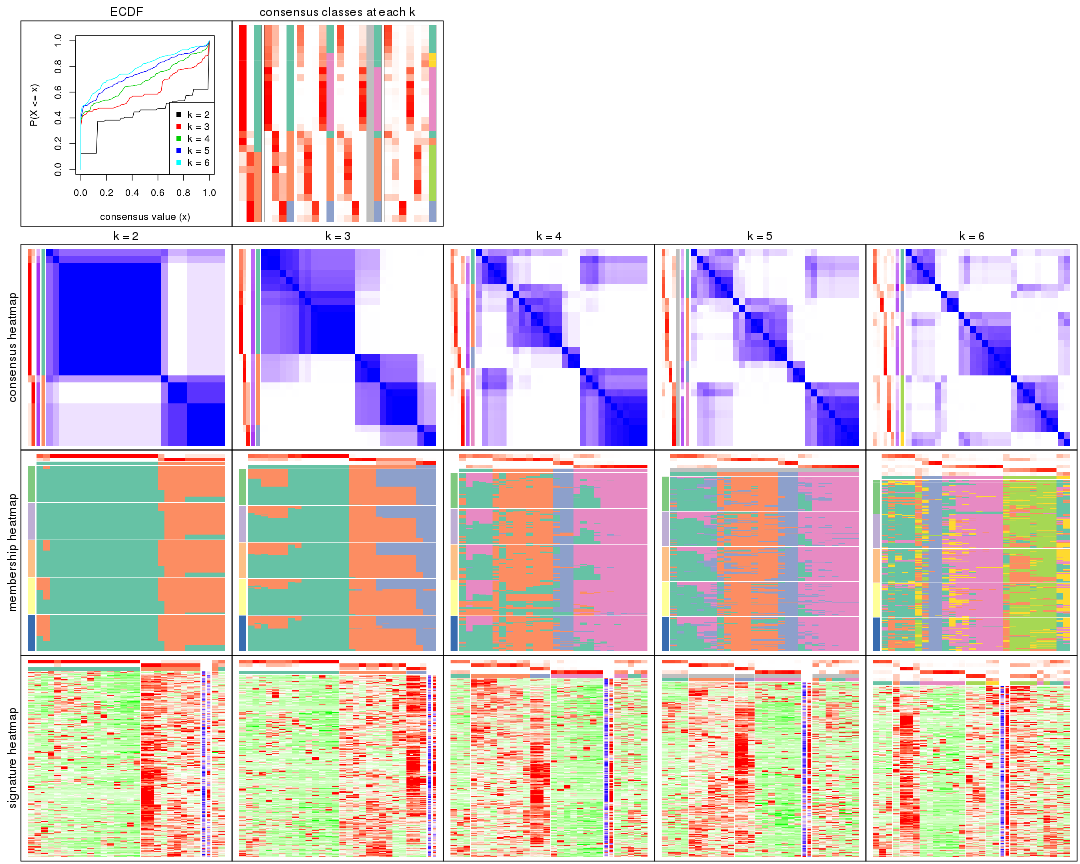 ECDF
consensus classes at each k
P(X <= x)
0.0 0.2 0.4 0.6 0.8 1.0
k = 2
k = 3
k = 4
k = 5
k = 6
0.0 0.2 0.4 0.6 0.8 1.0
consensus value (x)
k = 2
k = 3
k = 4
k = 5
k = 6
consensus heatmap
membership heatmap
signature heatmap